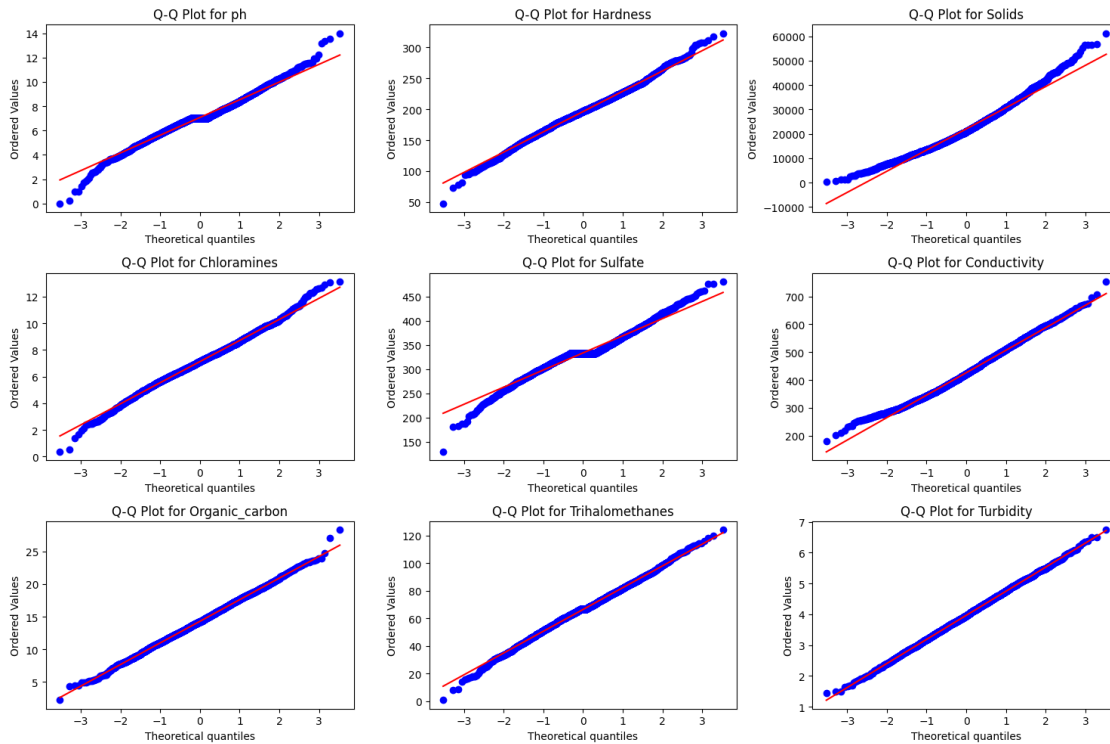 Q-Q Plot for ph
14
12
10
8
6
4
2
0
Ordered Values
−3 −2 −1 0 1 2 3
Theoretical quantiles
Q-Q Plot for Hardness
300
250
200
150
100
50
Ordered Values
−3 −2 −1 0 1 2 3
Theoretical quantiles
Q-Q Plot for Solids
60000
50000
40000
30000
20000
10000
0
−10000
Ordered Values
−3 −2 −1 0 1 2 3
Theoretical quantiles
Q-Q Plot for Chloramines
12
10
8
6
4
2
0
Ordered Values
−3 −2 −1 0 1 2 3
Theoretical quantiles
Q-Q Plot for Sulfate
450
400
350
300
250
200
150
Ordered Values
−3 −2 −1 0 1 2 3
Theoretical quantiles
Q-Q Plot for Conductivity
700
600
500
400
300
200
Ordered Values
−3 −2 −1 0 1 2 3
Theoretical quantiles
Q-Q Plot for Organic_carbon
25
20
15
10
5
Ordered Values
−3 −2 −1 0 1 2 3
Theoretical quantiles
Q-Q Plot for Trihalomethanes
120
100
80
60
40
20
0
Ordered Values
−3 −2 −1 0 1 2 3
Theoretical quantiles
Q-Q Plot for Turbidity
7
6
5
4
3
2
1
Ordered Values
−3 −2 −1 0 1 2 3
Theoretical quantiles